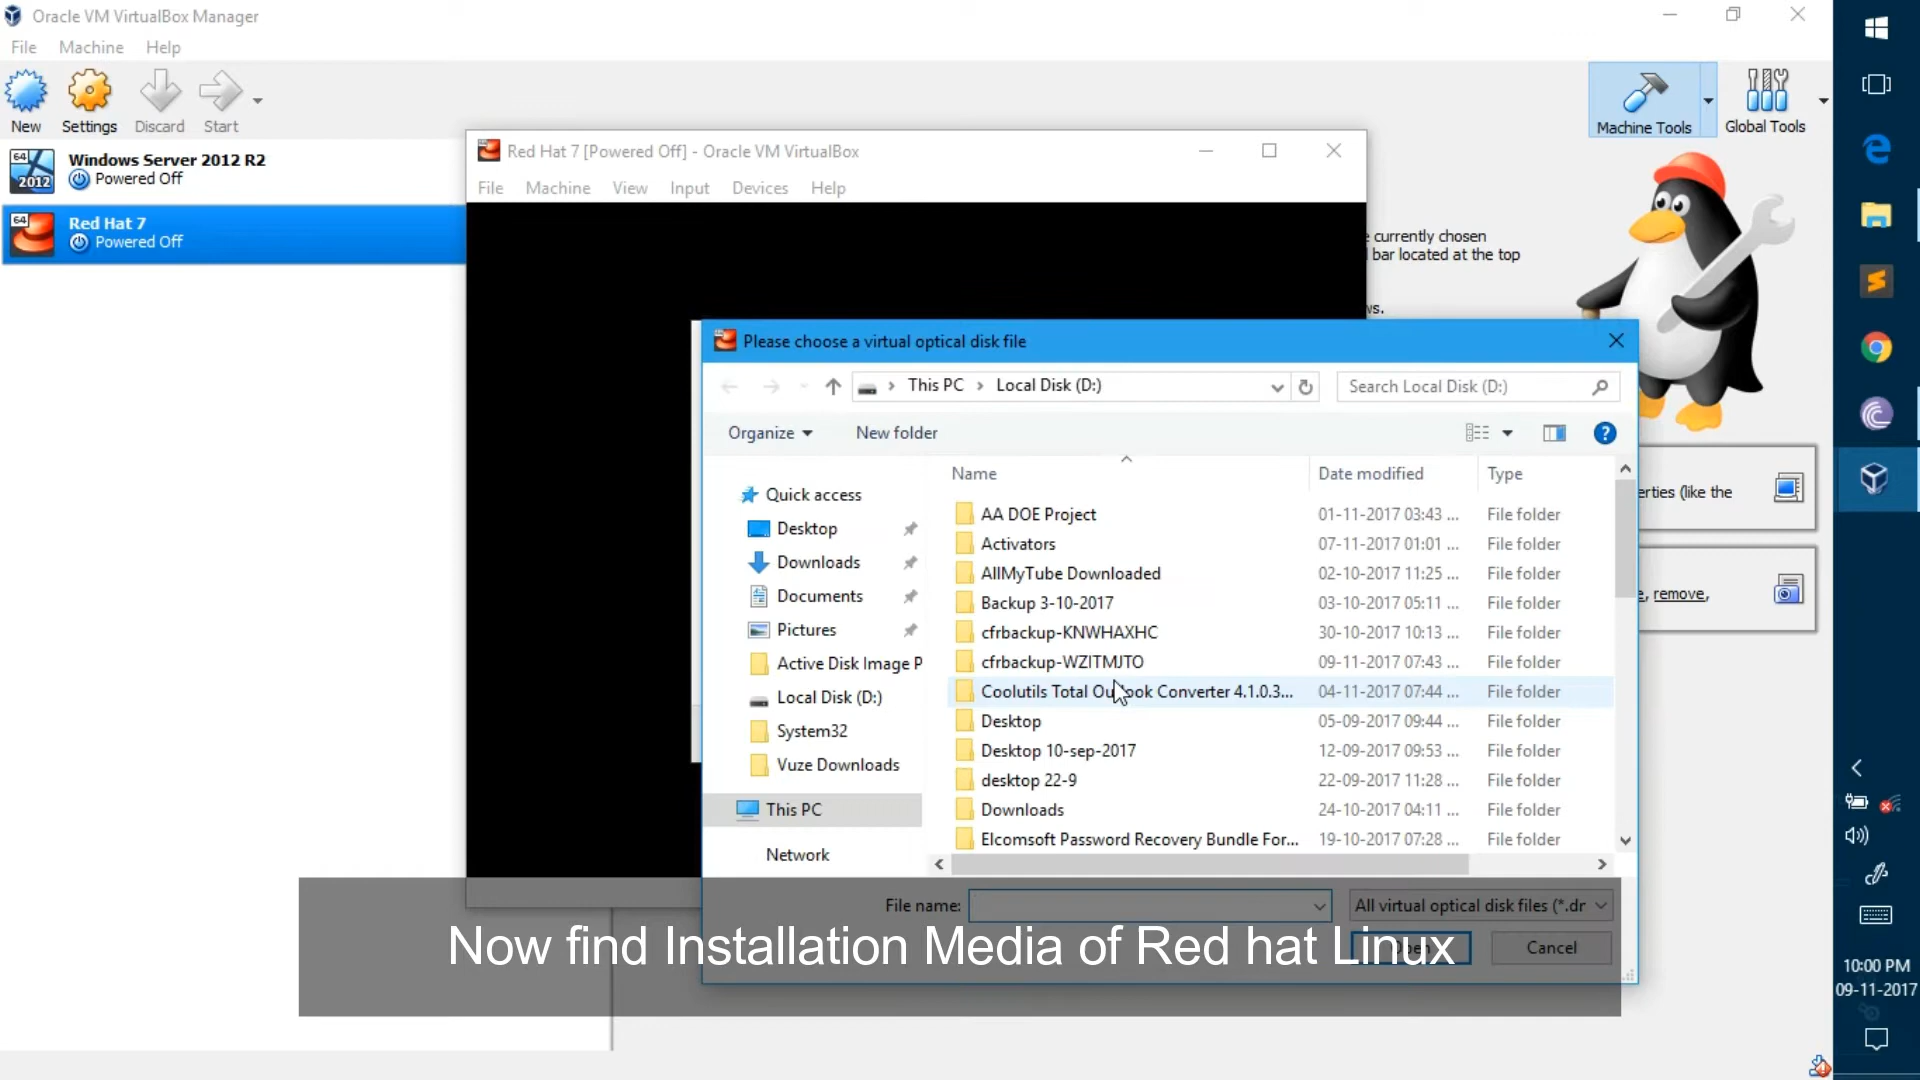 Oracle VM VirtualBox Manager
File Machine Help
New Settings Discard Start
Machine Tools Global Tools
64 2012 Windows Server 2012 R2
Powered Off
64 Red Hat 7
Powered Off
Red Hat 7 [Powered Off] - Oracle VM VirtualBox
File Machine View Input Devices Help
currently chosen
bar located at the top
Please choose a virtual optical disk file
This PC > Local Disk (D:)
Search Local Disk (D:)
Organize New folder
Name Date modified Type
Quick access
Desktop
Downloads
Documents
Pictures
Active Disk Image P
Local Disk (D:)
System32
Vuze Downloads
This PC
Network
AA DOE Project 01-11-2017 03:43 ... File folder
Activators 07-11-2017 01:01 ... File folder
AllMyTube Downloaded 02-10-2017 11:25 ... File folder
Backup 3-10-2017 03-10-2017 05:11 ... File folder
cfrbackup-KNWHAXHC 30-10-2017 10:13 ... File folder
cfrbackup-WZITMJTO 09-11-2017 07:43 ... File folder
Coolutils Total Outlook Converter 4.1.0.3... 04-11-2017 07:44 ... File folder
Desktop 05-09-2017 09:44 ... File folder
Desktop 10-sep-2017 12-09-2017 09:53 ... File folder
desktop 22-9 22-09-2017 11:28 ... File folder
Downloads 24-10-2017 04:11 ... File folder
Elcomsoft Password Recovery Bundle For... 19-10-2017 07:28 ... File folder
erties (like the
remove,
File name: All virtual optical disk files (*.dr
Open Cancel
Now find Installation Media of Red hat Linux
10:00 PM
09-11-2017